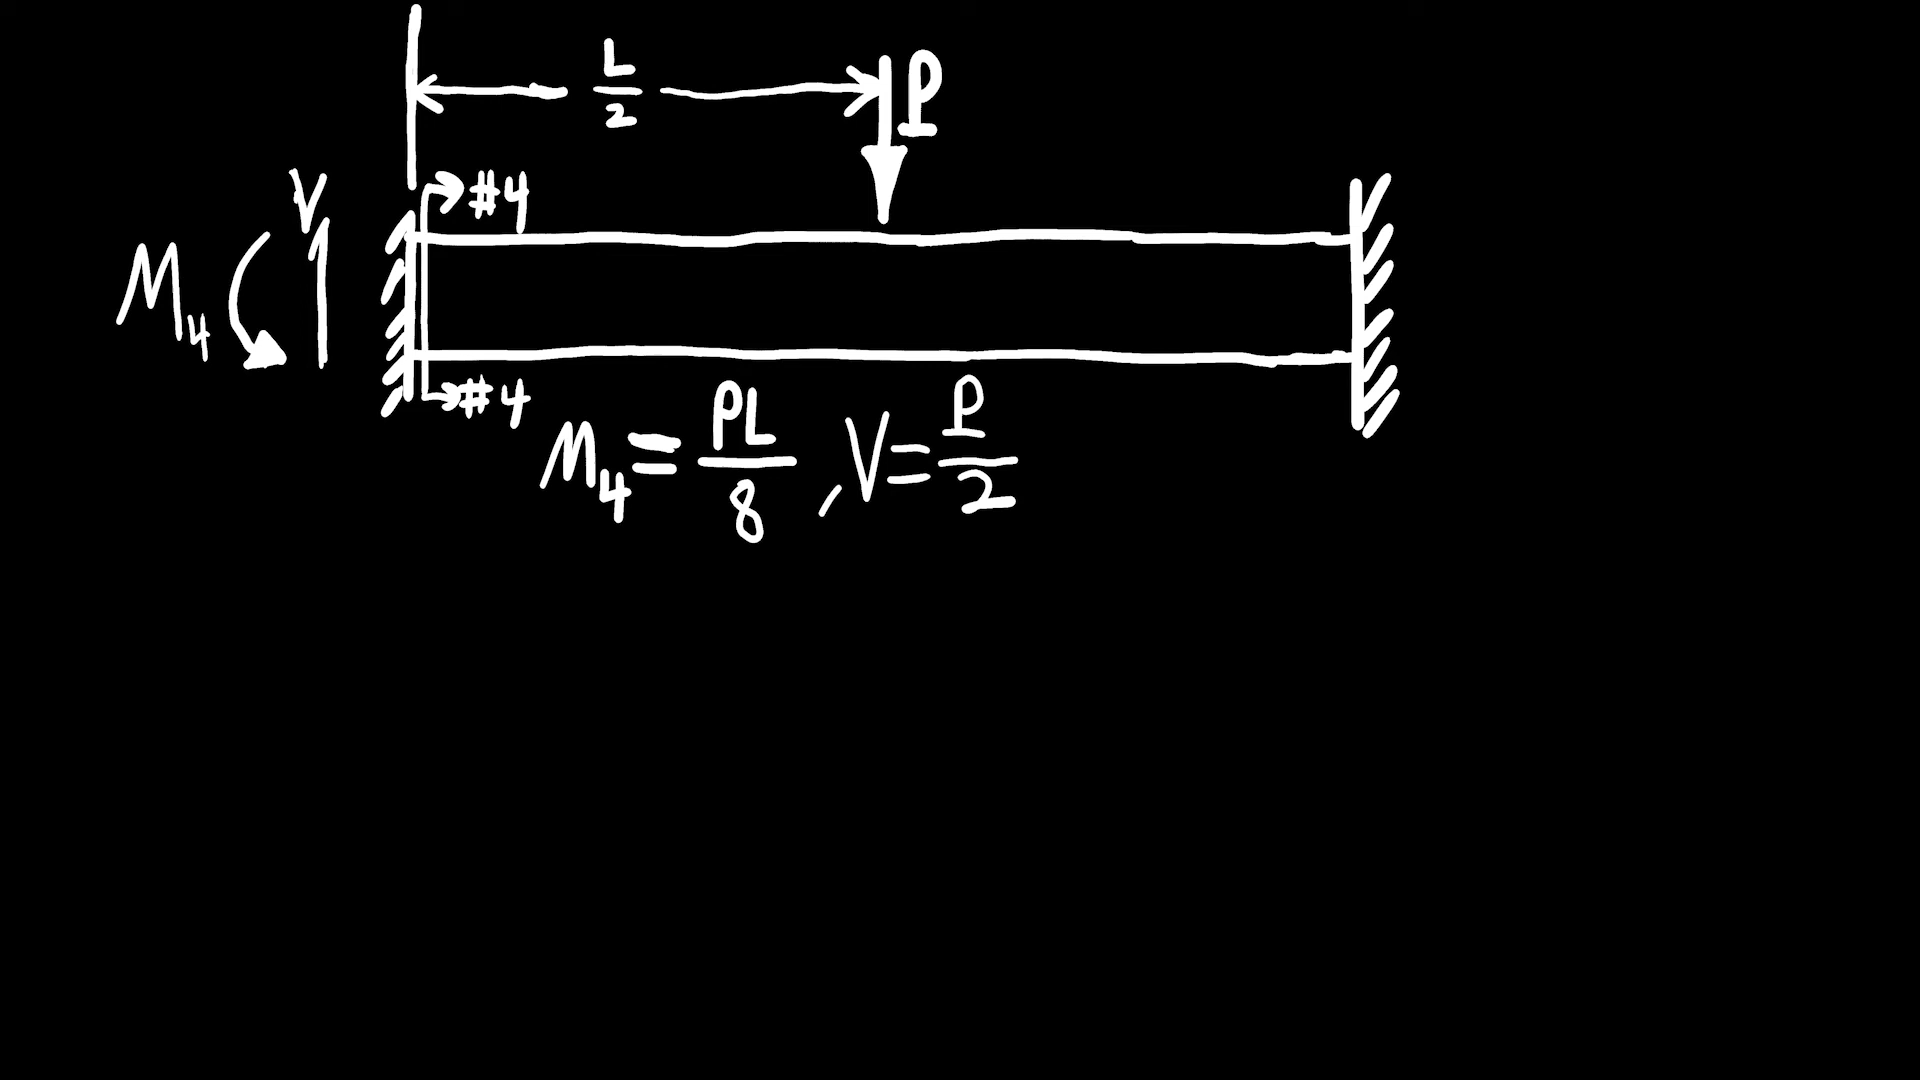 L/2
P
V
#4
M₄
#4
M₄ = PL/8 , V = P/2